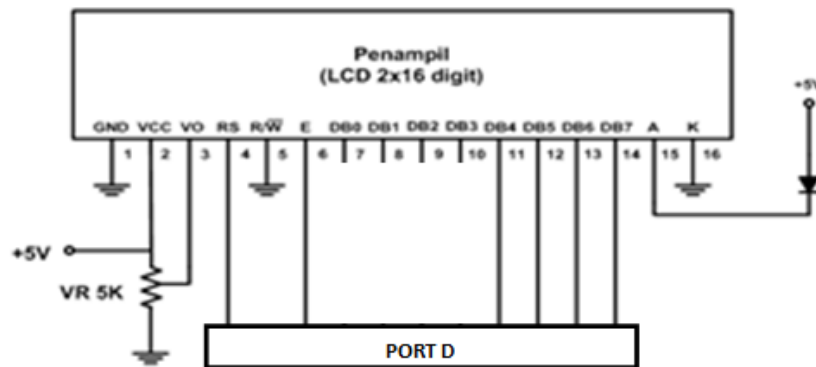 Penampil
(LCD 2x16 digit)
+5V
GND VCC VO RS R/W̅ E DB0 DB1 DB2 DB3 DB4 DB5 DB6 DB7 A K
1 2 3 4 5 6 7 8 9 10 11 12 13 14 15 16
+5V
VR 5K
PORT D